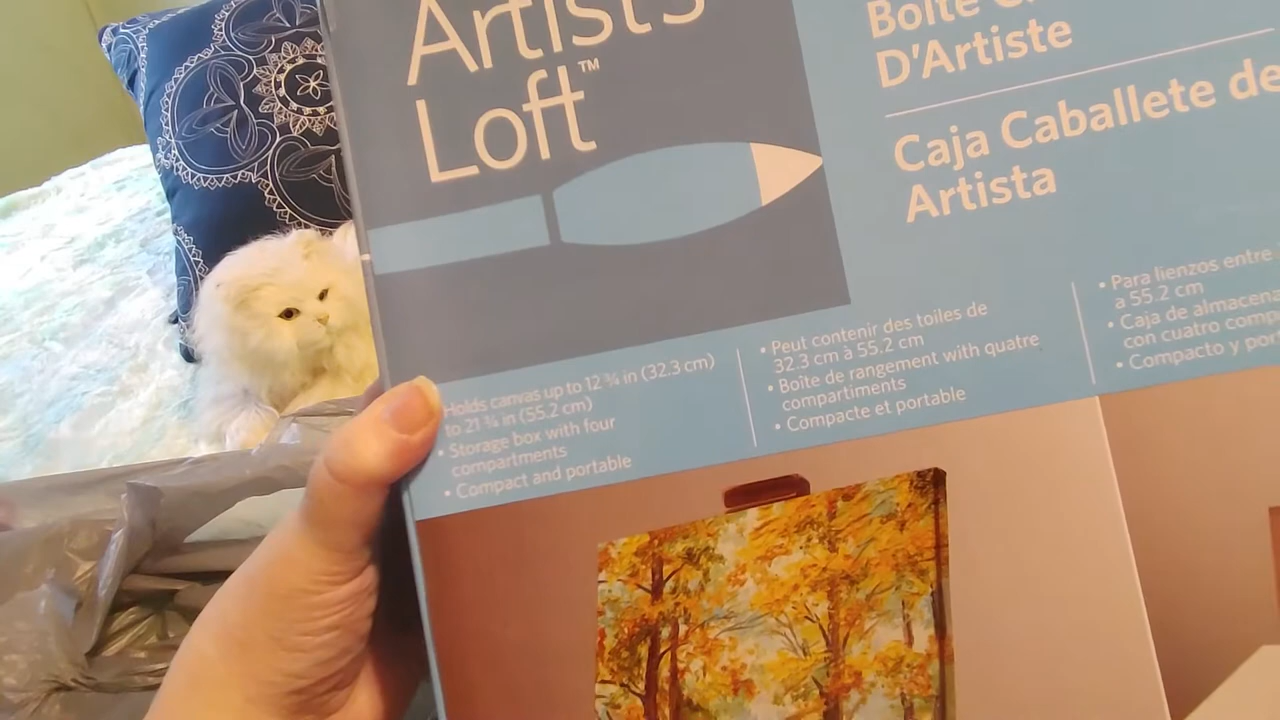 Artist's
Loft™
Boîte
D'Artiste
Caja Caballete de
Artista
Holds canvas up to 12 ¾ in (32.3 cm)
to 21 ¾ in (55.2 cm)
• Storage box with four
compartments
• Compact and portable
• Peut contenir des toiles de
32.3 cm à 55.2 cm
• Boîte de rangement with quatre
compartiments
• Compacte et portable
• Para lienzos entre
a 55.2 cm
• Caja de
con cuatro
• Compacto y